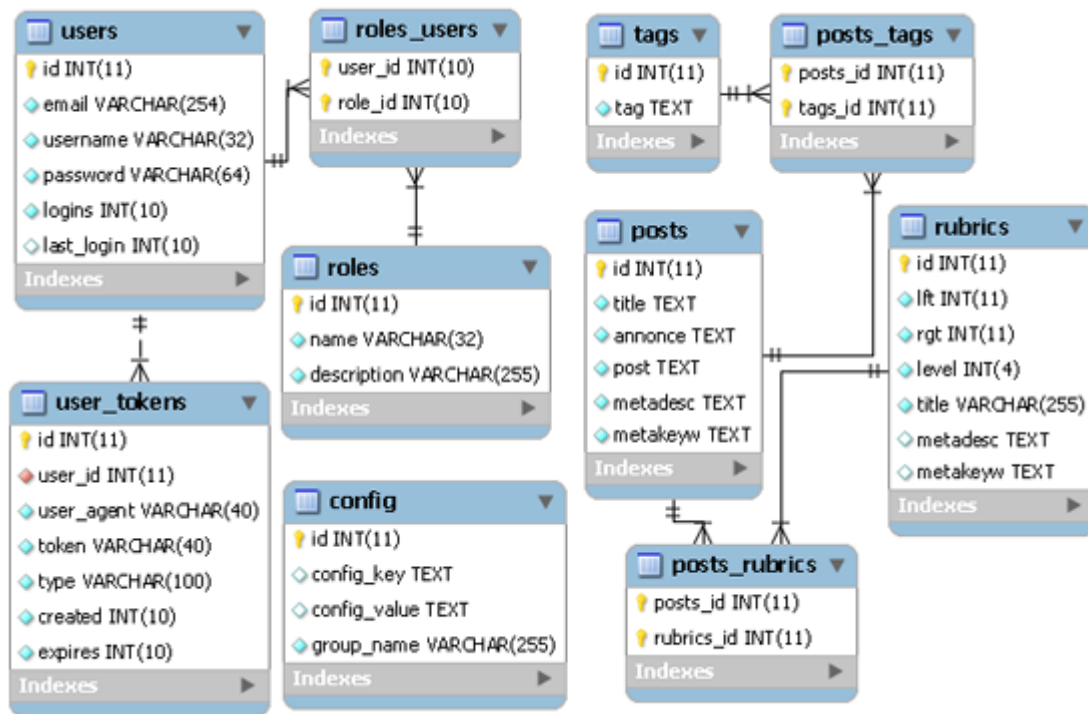 users
id INT(11)
email VARCHAR(254)
username VARCHAR(32)
password VARCHAR(64)
logins INT(10)
last_login INT(10)
Indexes
roles_users
user_id INT(10)
role_id INT(10)
Indexes
tags
id INT(11)
tag TEXT
Indexes
posts_tags
posts_id INT(11)
tags_id INT(11)
Indexes
roles
id INT(11)
name VARCHAR(32)
description VARCHAR(255)
Indexes
posts
id INT(11)
title TEXT
annonce TEXT
post TEXT
metadesc TEXT
metakeyw TEXT
Indexes
rubrics
id INT(11)
lft INT(11)
rgt INT(11)
level INT(4)
title VARCHAR(255)
metadesc TEXT
metakeyw TEXT
Indexes
user_tokens
id INT(11)
user_id INT(11)
user_agent VARCHAR(40)
token VARCHAR(40)
type VARCHAR(100)
created INT(10)
expires INT(10)
Indexes
config
id INT(11)
config_key TEXT
config_value TEXT
group_name VARCHAR(255)
Indexes
posts_rubrics
posts_id INT(11)
rubrics_id INT(11)
Indexes